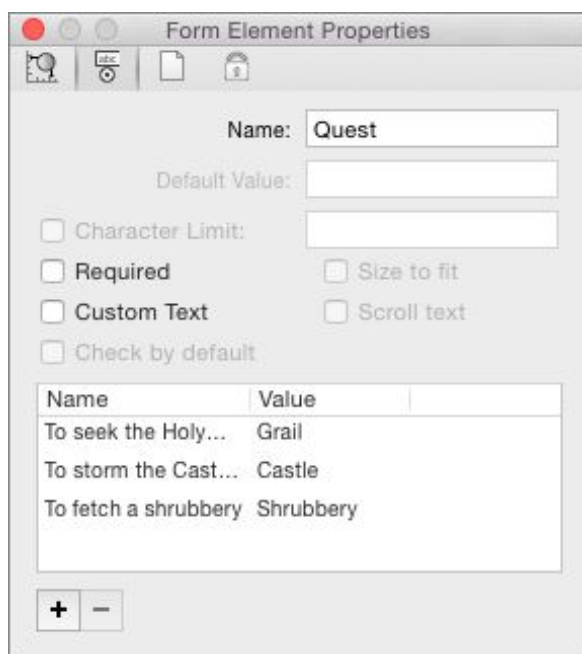 Form Element Properties
abc
Name: Quest
Default Value:
Character Limit:
Required Size to fit
Custom Text Scroll text
Check by default
Name Value
To seek the Holy... Grail
To storm the Cast... Castle
To fetch a shrubbery Shrubbery